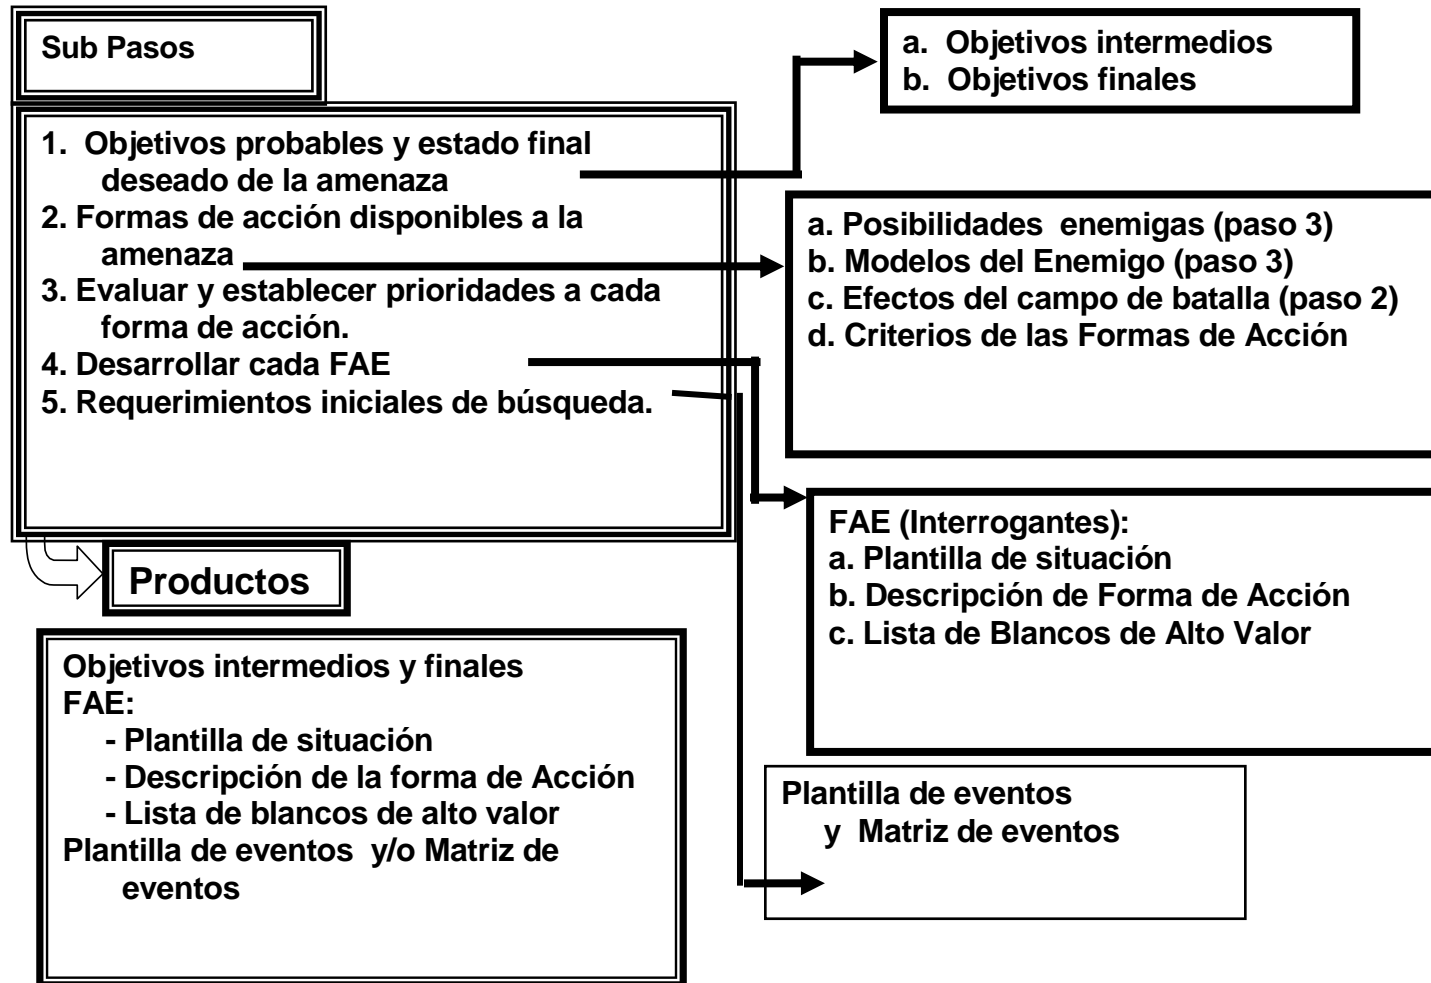 Sub Pasos
1. Objetivos probables y estado final
deseado de la amenaza
2. Formas de acción disponibles a la
amenaza
3. Evaluar y establecer prioridades a cada
forma de acción.
4. Desarrollar cada FAE
5. Requerimientos iniciales de búsqueda.
a. Objetivos intermedios
b. Objetivos finales
a. Posibilidades enemigas (paso 3)
b. Modelos del Enemigo (paso 3)
c. Efectos del campo de batalla (paso 2)
d. Criterios de las Formas de Acción
FAE (Interrogantes):
a. Plantilla de situación
b. Descripción de Forma de Acción
c. Lista de Blancos de Alto Valor
Plantilla de eventos
y Matriz de eventos
Productos
Objetivos intermedios y finales
FAE:
- Plantilla de situación
- Descripción de la forma de Acción
- Lista de blancos de alto valor
Plantilla de eventos y/o Matriz de
eventos